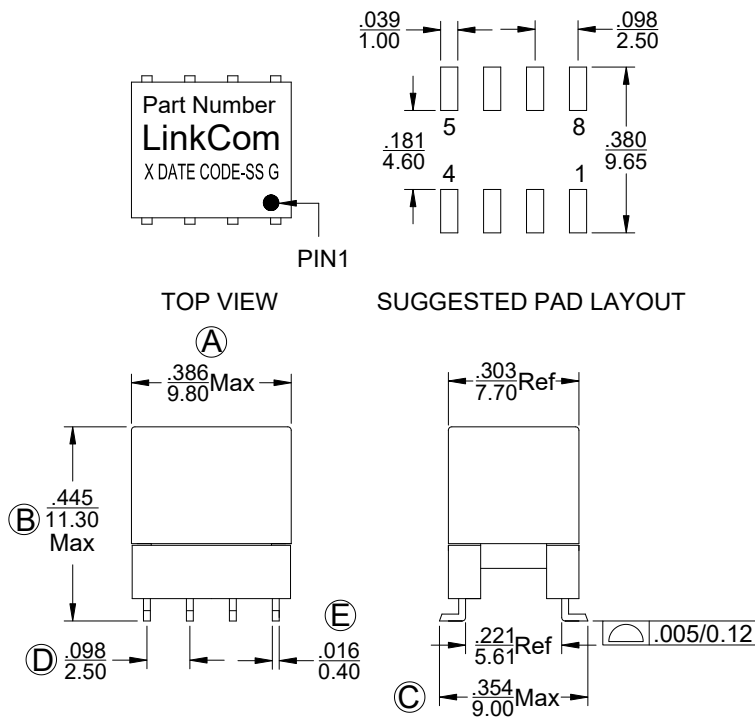 .039
1.00
.098
2.50
Part Number
LinkCom
X DATE CODE-SS G
PIN1
5
8
.181
4.60
.380
9.65
4
1
TOP VIEW
SUGGESTED PAD LAYOUT
A
.386
9.80 Max
.303
7.70 Ref
B
.445
11.30
Max
E
D
.098
2.50
.016
0.40
.221
5.61 Ref
.005/0.12
C
.354
9.00 Max